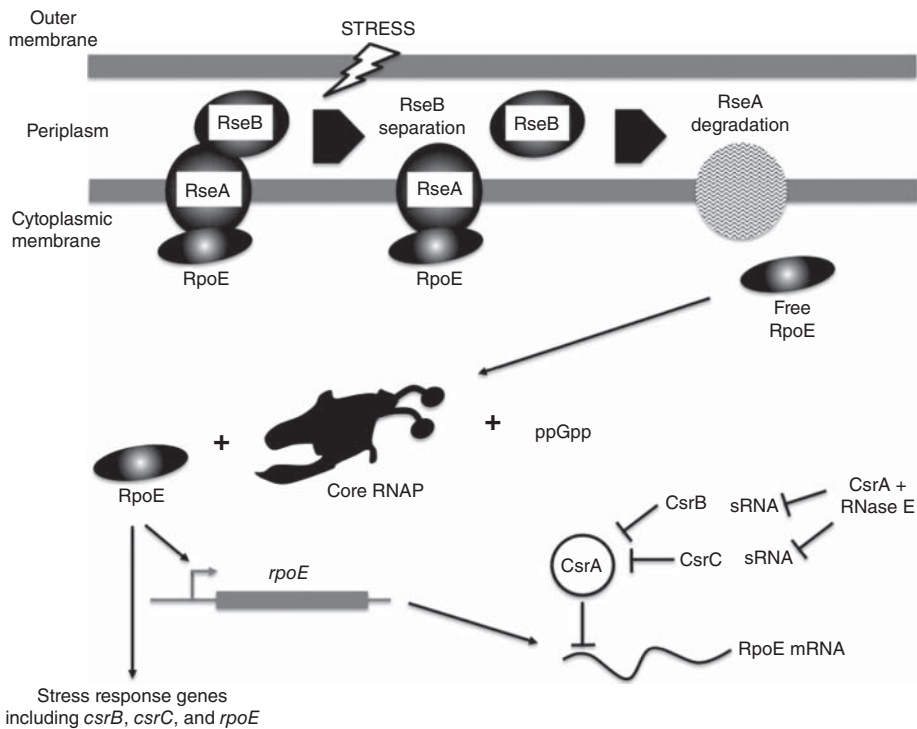 Outer
membrane
STRESS
Periplasm
RseB
RseB
separation
RseB
RseA
degradation
RseA
RseA
Cytoplasmic
membrane
RpoE
RpoE
Free
RpoE
+
+
ppGpp
RpoE
Core RNAP
CsrB
sRNA
CsrA +
RNase E
CsrA
CsrC
sRNA
rpoE
RpoE mRNA
Stress response genes
including csrB, csrC, and rpoE